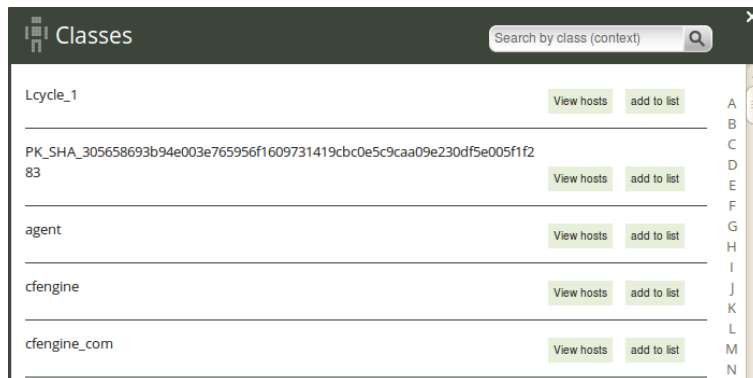 Classes
Search by class (context)
Lcycle_1
View hosts add to list
PK_SHA_305658693b94e003e765956f1609731419cbc0e5c9caa09e230df5e005f1f2
83
View hosts add to list
agent
View hosts add to list
cfengine
View hosts add to list
cfengine_com
View hosts add to list
A
B
C
D
E
F
G
H
I
J
K
L
M
N